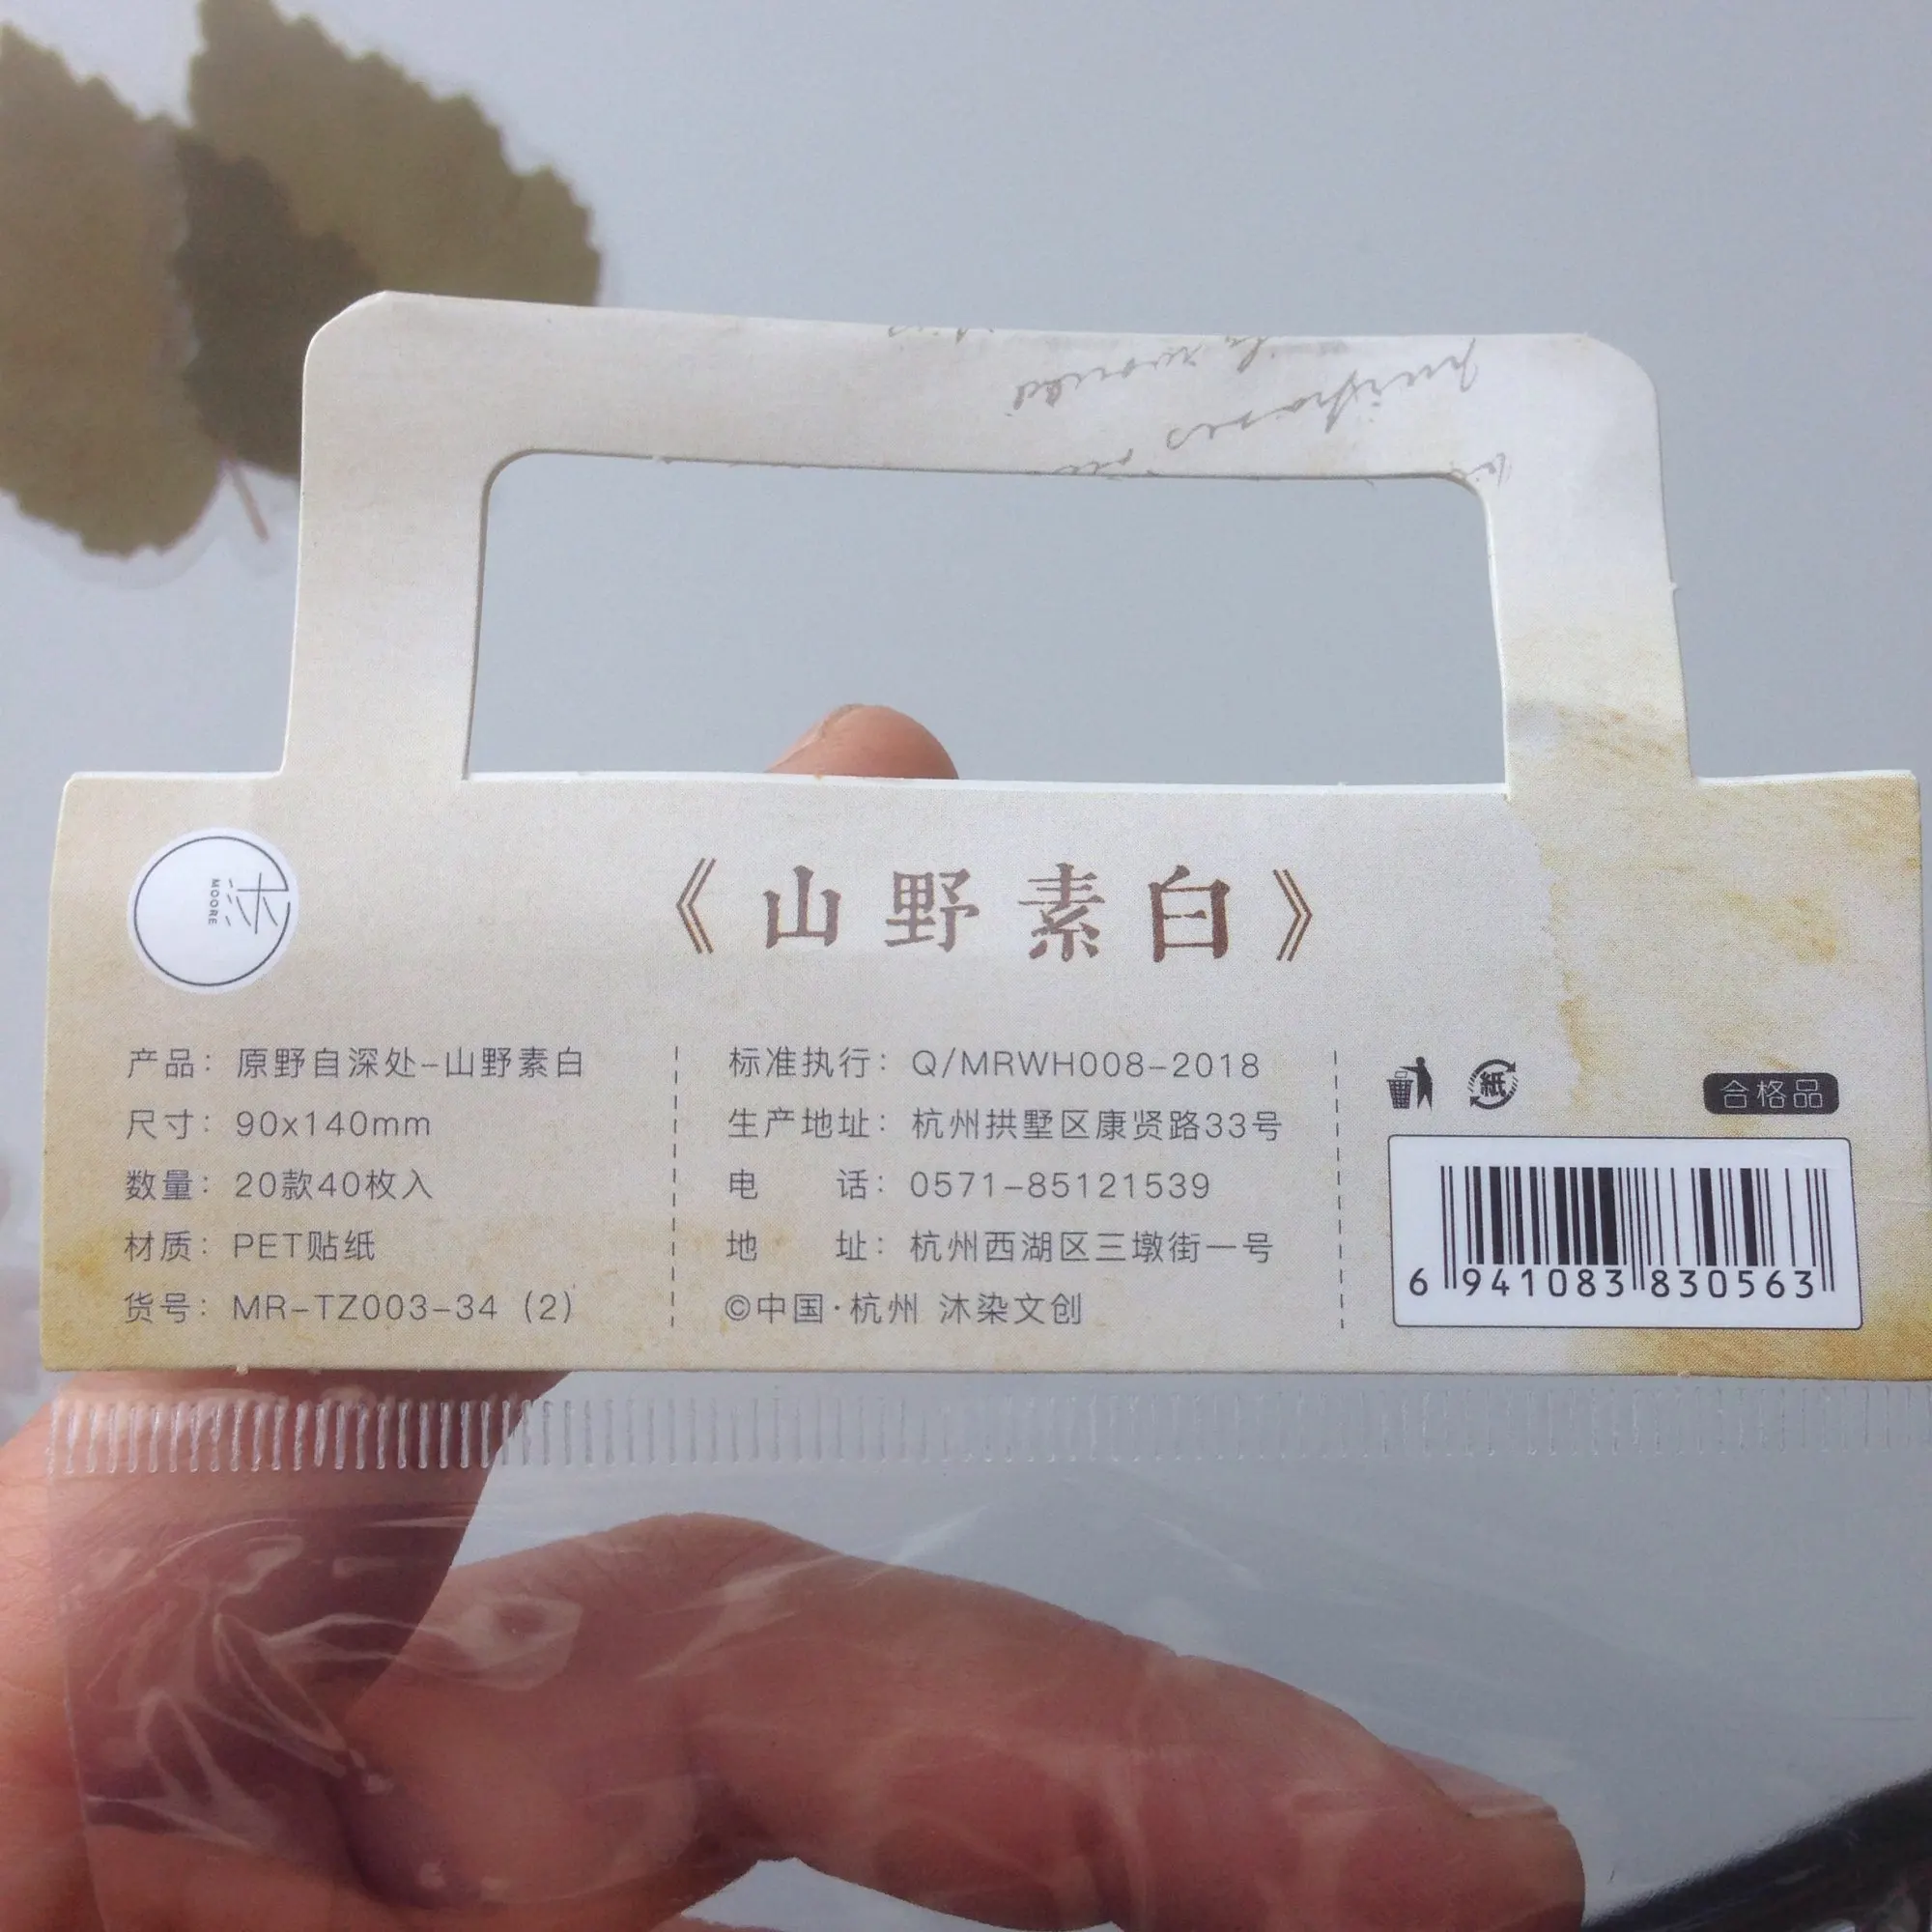 MOORE
《山野素白》
产品：原野自深处-山野素白
尺寸：90x140mm
数量：20款40枚入
材质：PET贴纸
货号：MR-TZ003-34（2）
标准执行：Q/MRWH008-2018
生产地址：杭州拱墅区康贤路33号
电 话：0571-85121539
地 址：杭州西湖区三墩街一号
©中国·杭州 沐染文创
紙
合格品
6 941083 830563